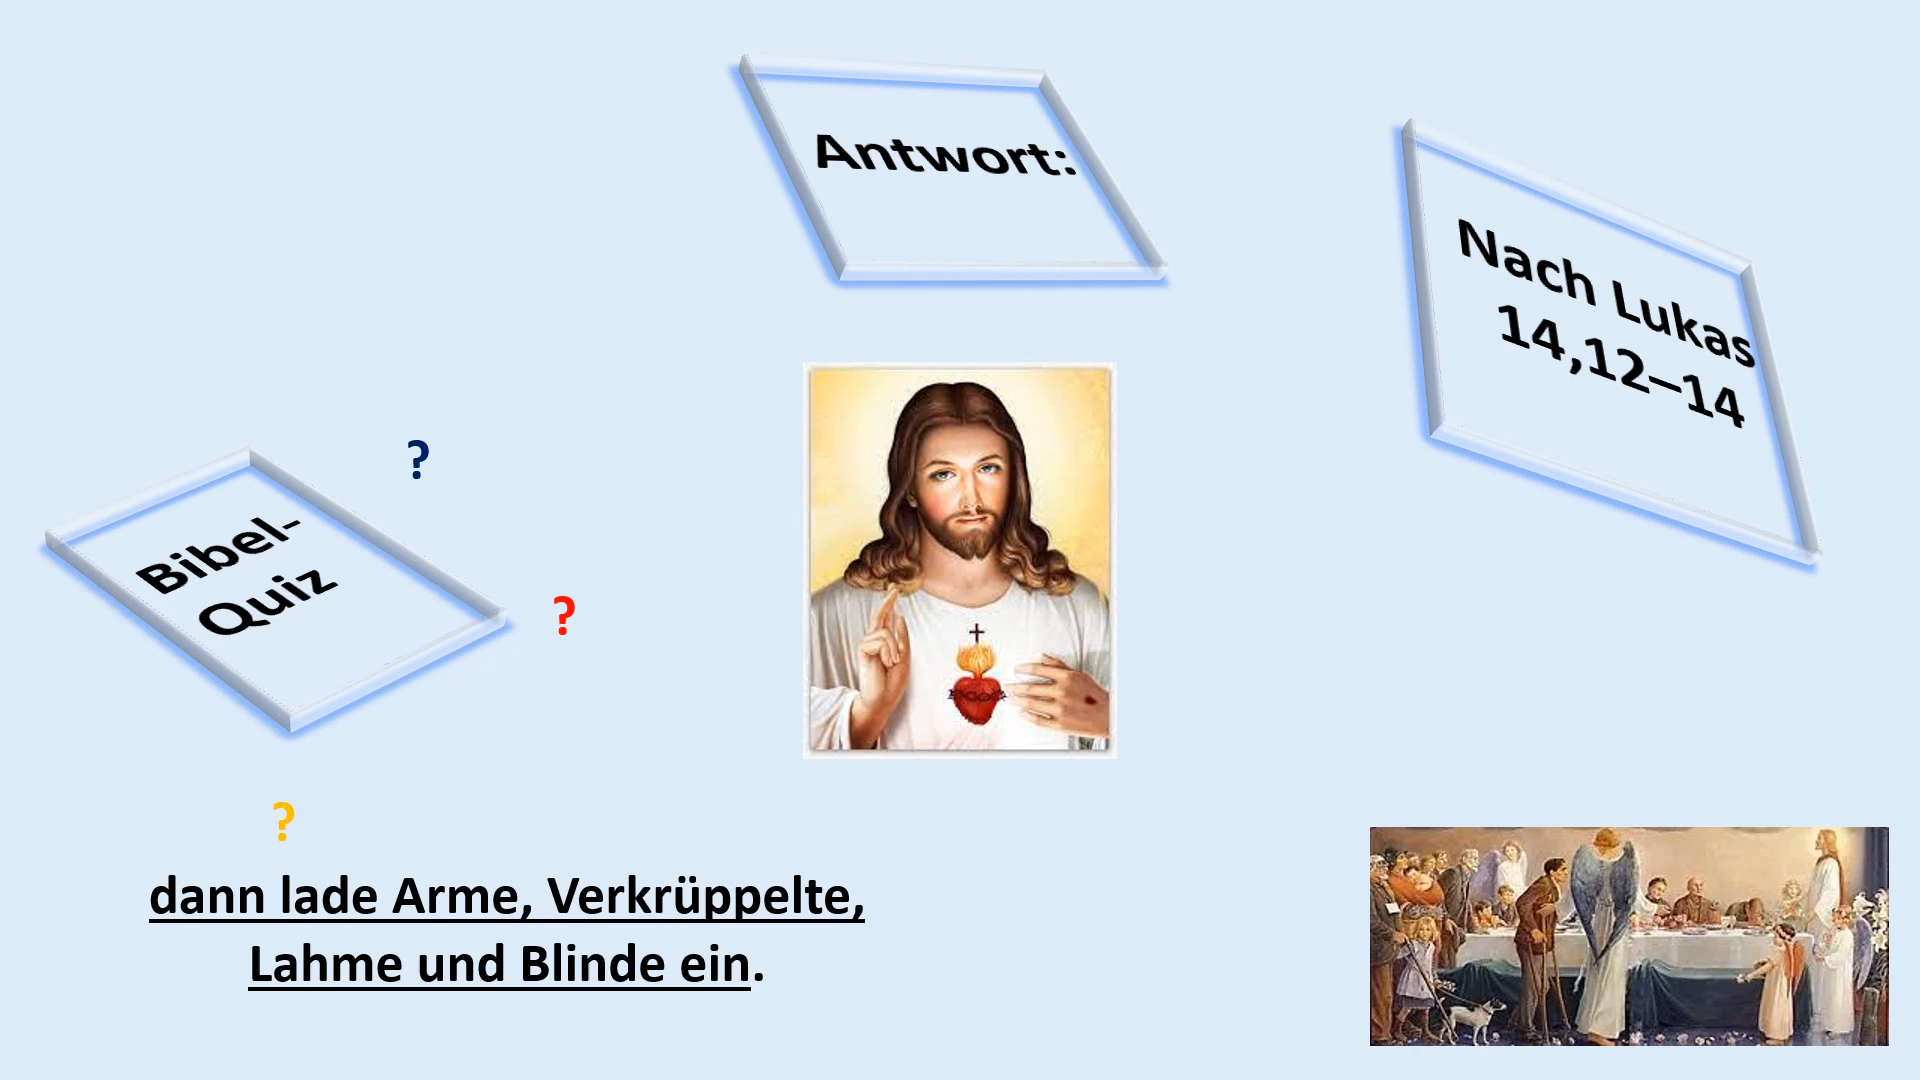 Antwort:
Nach Lukas
14,12–14
?
Bibel-
Quiz
?
?
dann lade Arme, Verkrüppelte,
Lahme und Blinde ein.